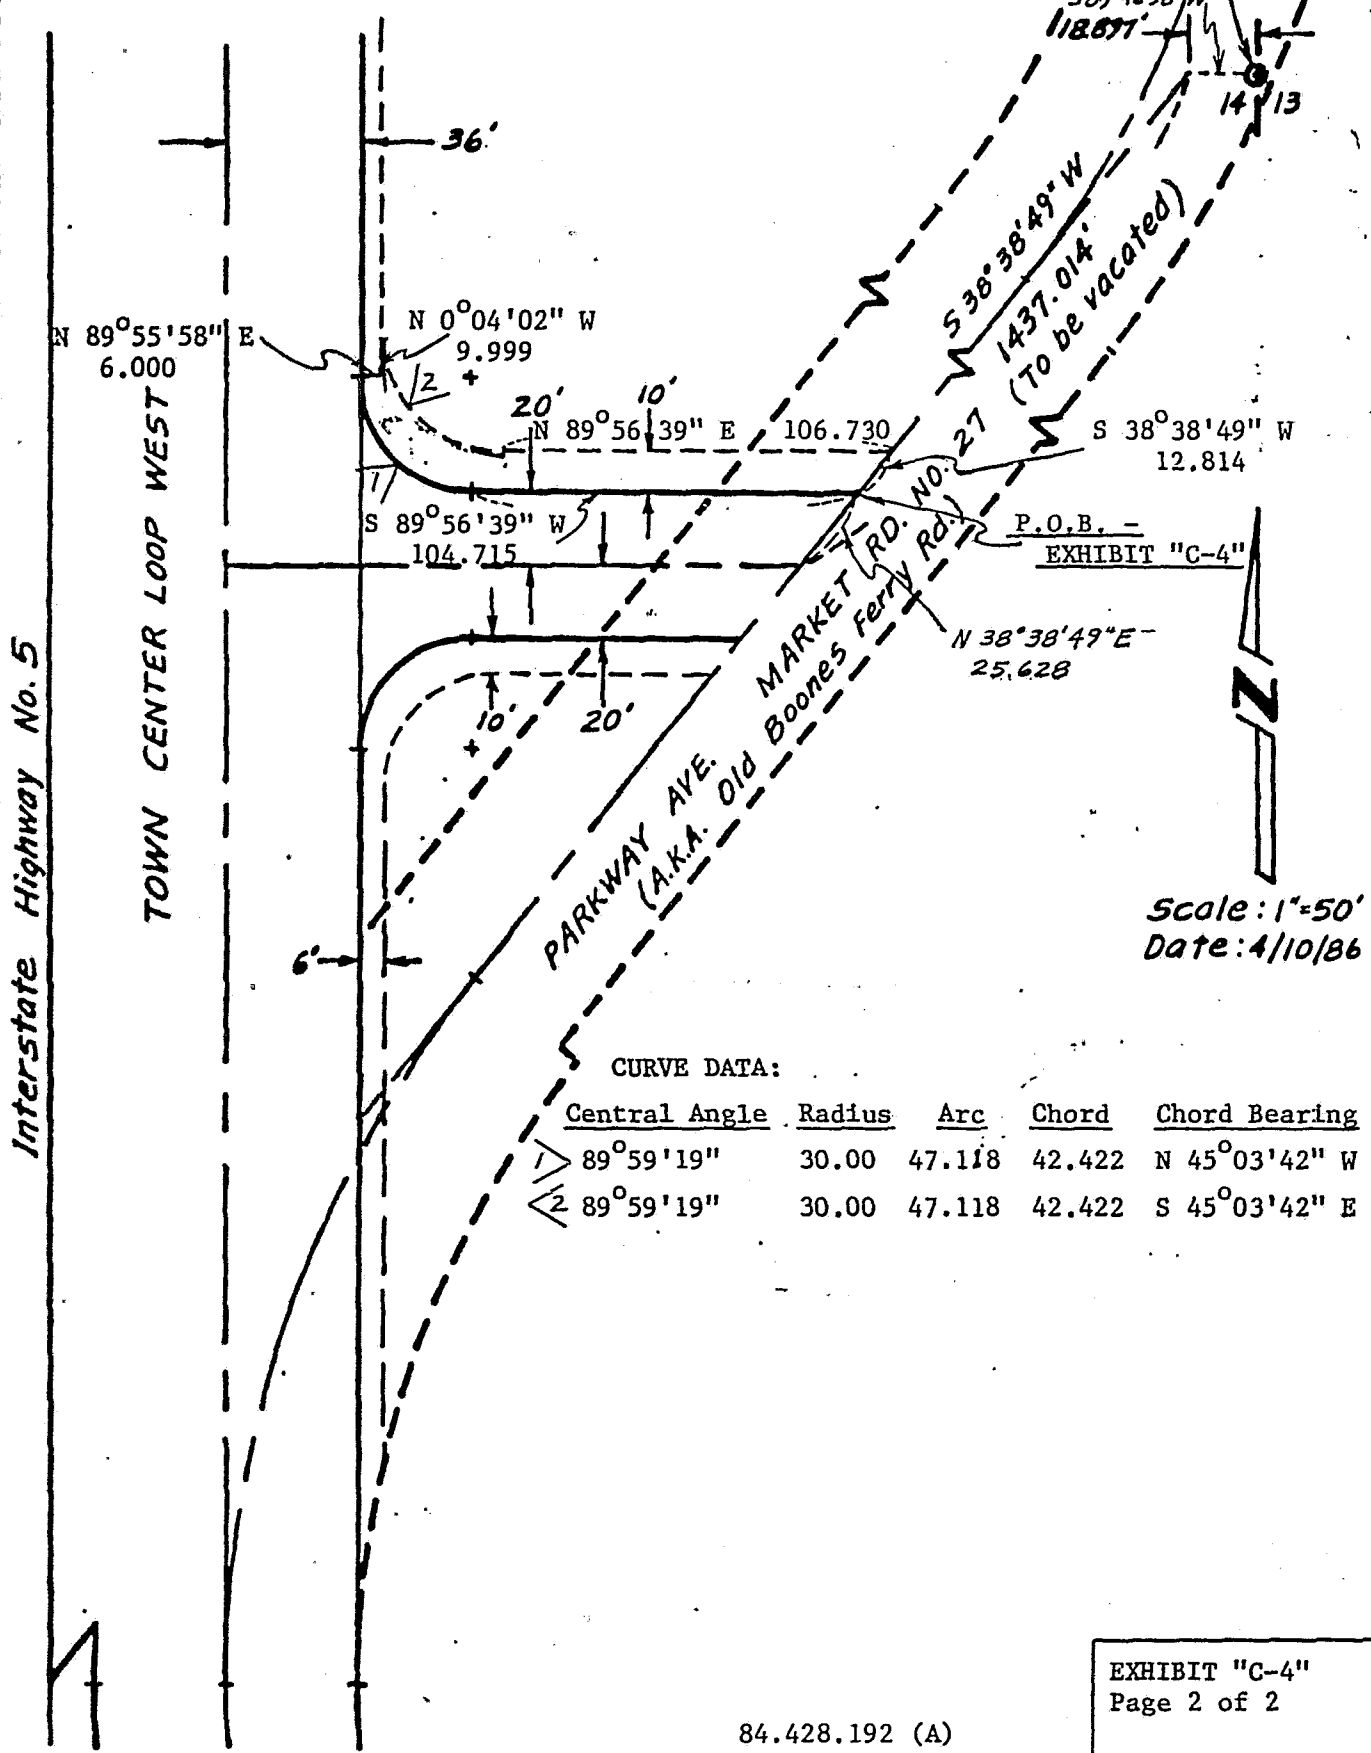 18.897'
14 13
36'
S 38° 38' 49" W
1437.014'
(To be vacated)
N 89°55'58" E
6.000
N 0°04'02" W
9.999
2
20'
10'
N 89°56'39" E 106.730
S 38°38'49" W
12.814
1
S 89°56'39" W
104.715
P.O.B. -
EXHIBIT "C-4"
N 38°38'49"E
25.628
TOWN CENTER LOOP WEST
Interstate Highway No. 5
PARKWAY AVE. MARKET RD. NO. 27
(A.K.A. Old Boones Ferry Rd.)
10'
20'
6'
N
Scale: 1"=50'
Date: 4/10/86
CURVE DATA:
Central Angle Radius Arc Chord Chord Bearing
1 89°59'19" 30.00 47.118 42.422 N 45°03'42" W
2 89°59'19" 30.00 47.118 42.422 S 45°03'42" E
EXHIBIT "C-4"
Page 2 of 2
84.428.192 (A)